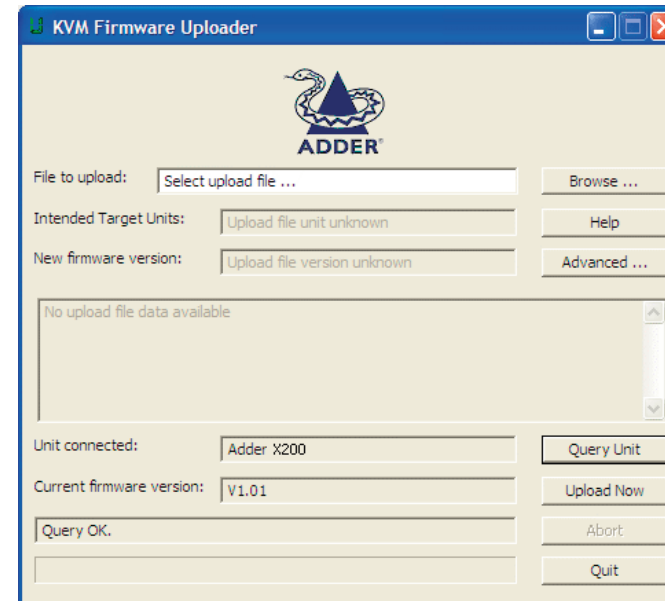 KVM Firmware Uploader
ADDER®
File to upload: Select upload file ... Browse ...
Intended Target Units: Upload file unit unknown Help
New firmware version: Upload file version unknown Advanced ...
No upload file data available
Unit connected: Adder X200 Query Unit
Current firmware version: V1.01 Upload Now
Query OK. Abort
Quit